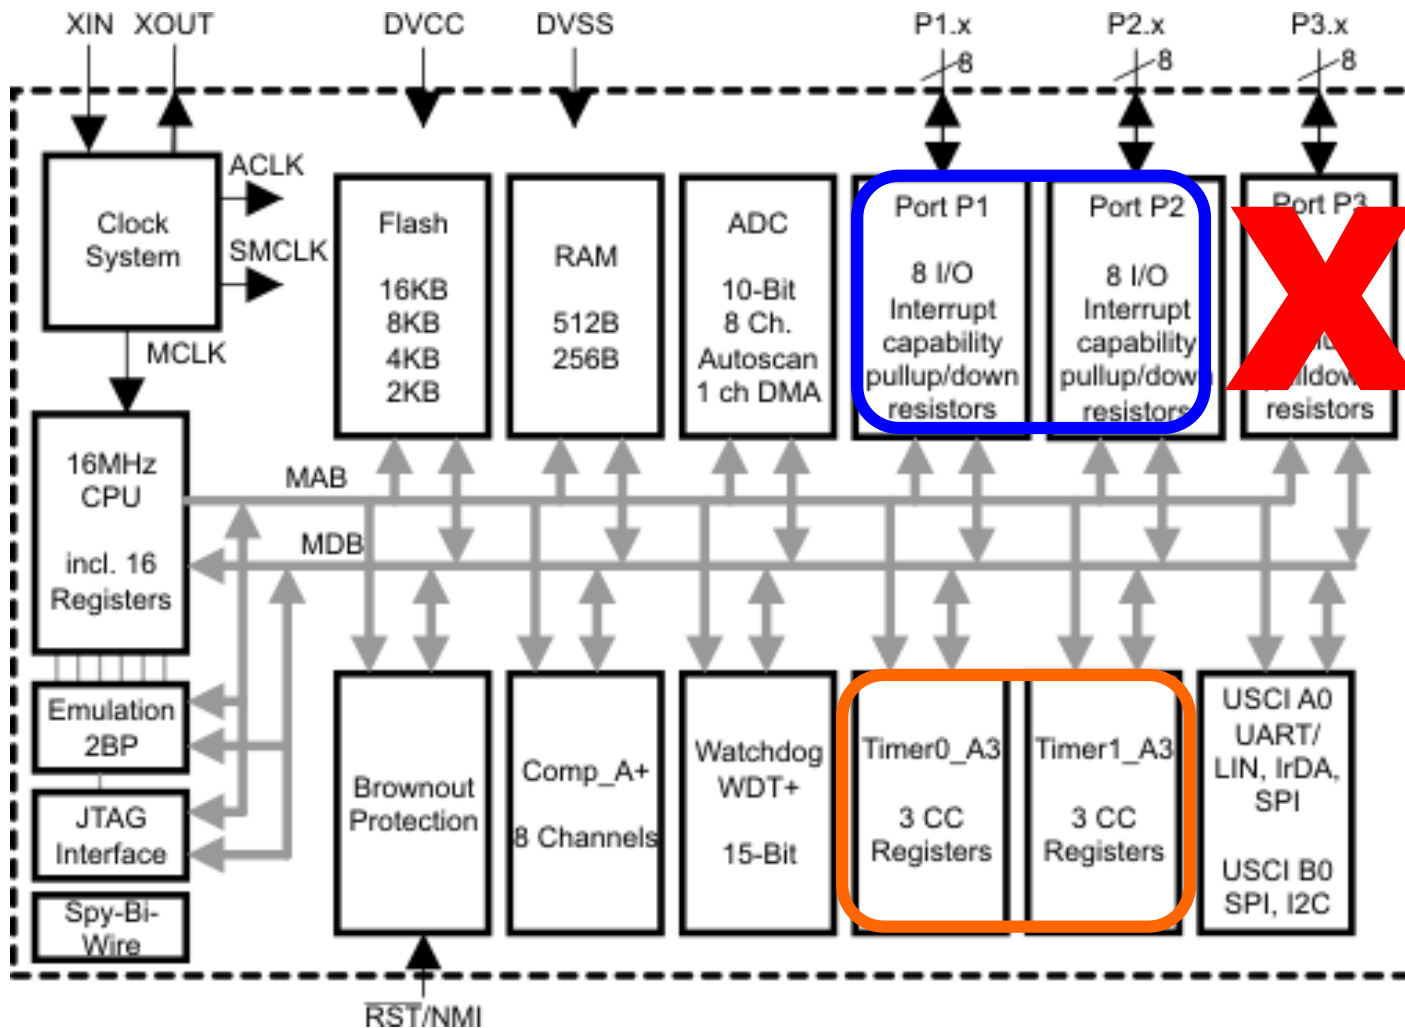 XIN XOUT DVCC DVSS P1.x P2.x P3.x
8 8 8
ACLK
SMCLK
MCLK
Clock
System
Flash
16KB
8KB
4KB
2KB
RAM
512B
256B
ADC
10-Bit
8 Ch.
Autoscan
1 ch DMA
Port P1
8 I/O
Interrupt
capability
pullup/down
resistors
Port P2
8 I/O
Interrupt
capability
pullup/down
resistors
Port P3
X
resistors
16MHz
CPU
incl. 16
Registers
MAB
MDB
Emulation
2BP
JTAG
Interface
Spy-Bi-
Wire
Brownout
Protection
Comp_A+
8 Channels
Watchdog
WDT+
15-Bit
Timer0_A3
3 CC
Registers
Timer1_A3
3 CC
Registers
USCI A0
UART/
LIN, IrDA,
SPI
USCI B0
SPI, I2C
RST/NMI